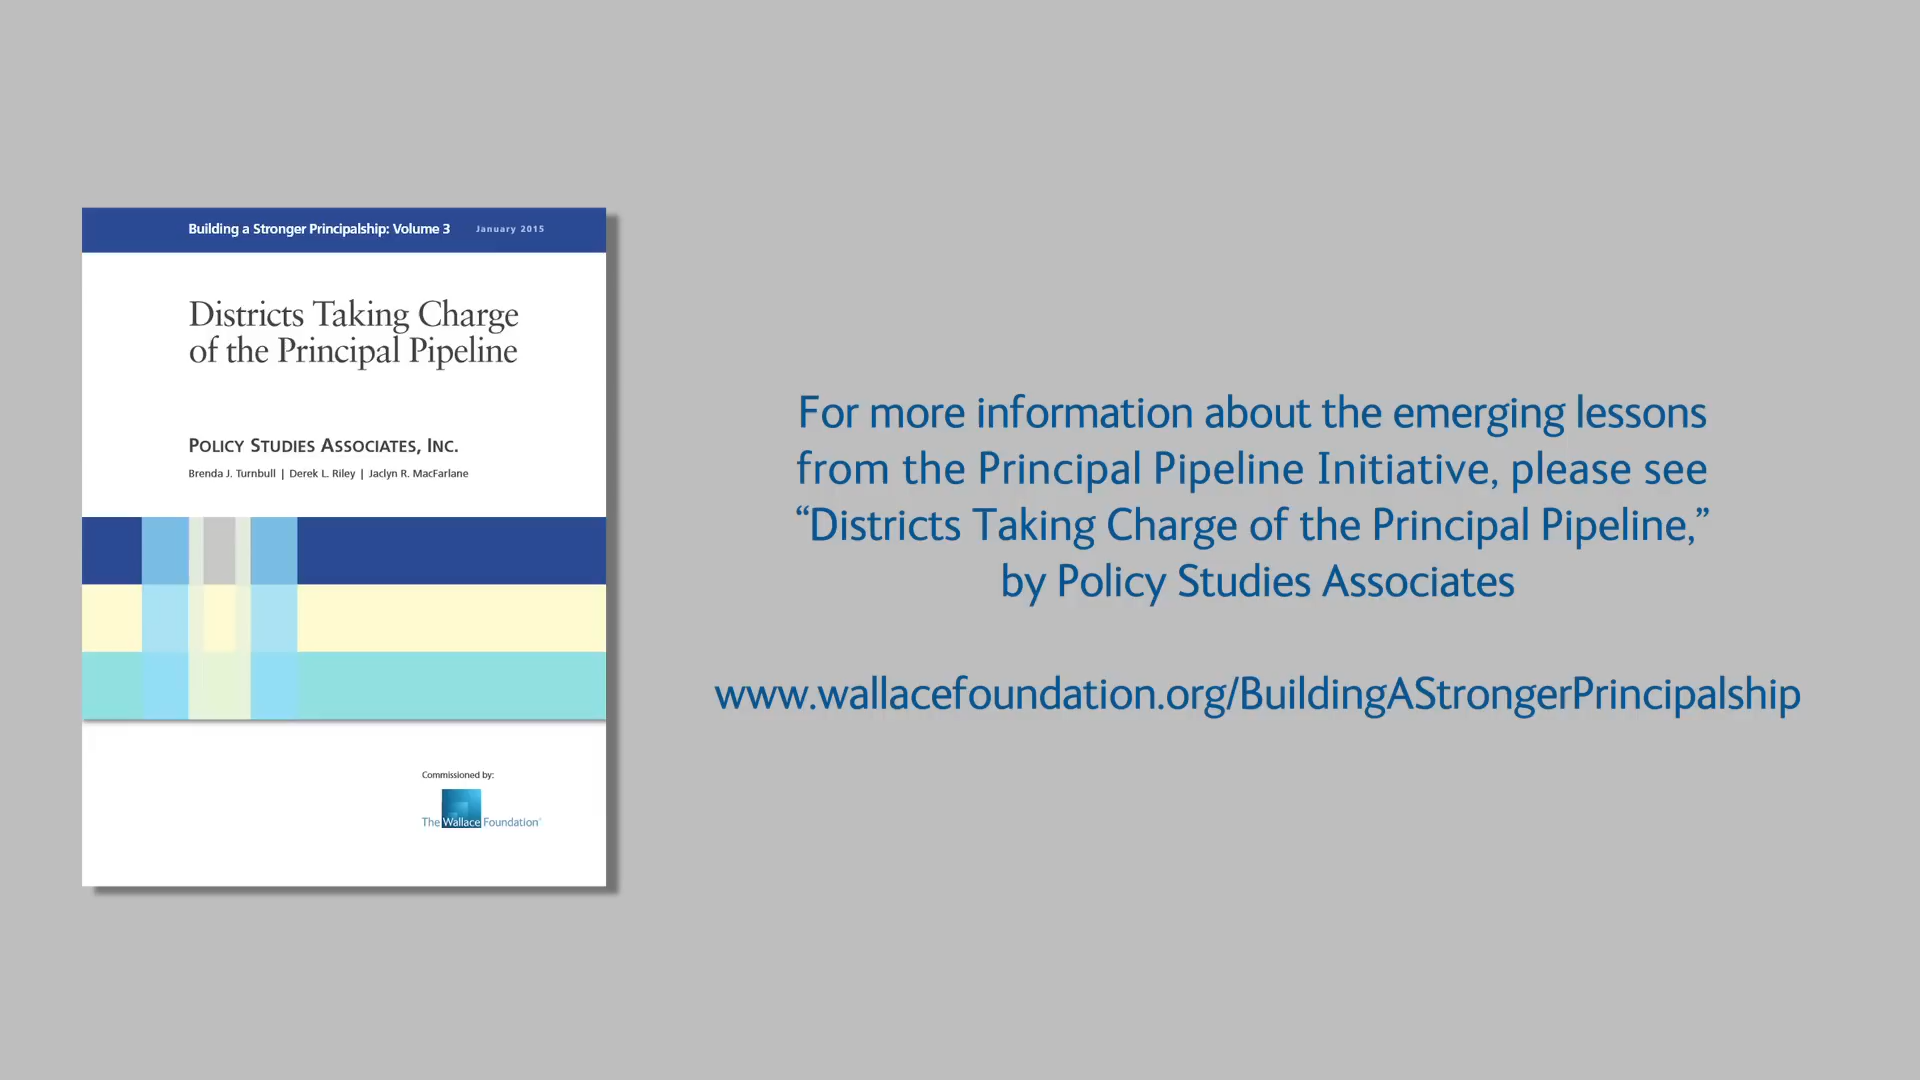 Building a Stronger Principalship: Volume 3 January 2015
Districts Taking Charge
of the Principal Pipeline
POLICY STUDIES ASSOCIATES, INC.
Brenda J. Turnbull | Derek L. Riley | Jaclyn R. MacFarlane
Commissioned by:
The Wallace Foundation
For more information about the emerging lessons
from the Principal Pipeline Initiative, please see
“Districts Taking Charge of the Principal Pipeline,”
by Policy Studies Associates
www.wallacefoundation.org/BuildingAStrongerPrincipalship